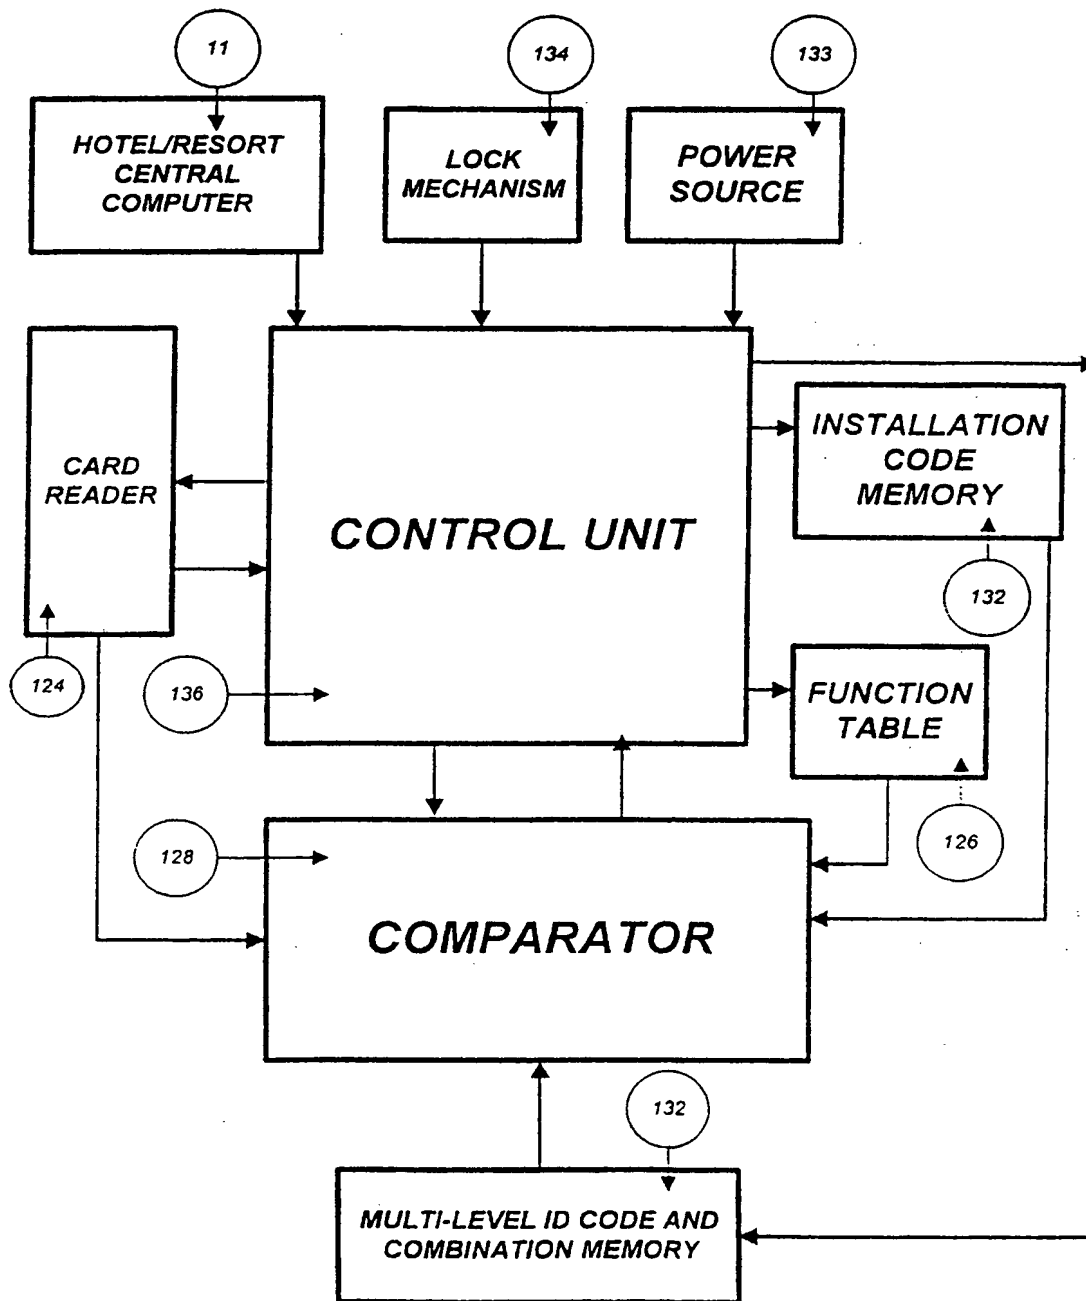 11
134
133
HOTEL/RESORT
CENTRAL
COMPUTER
LOCK
MECHANISM
POWER
SOURCE
CARD
READER
CONTROL UNIT
INSTALLATION
CODE
MEMORY
132
124
136
FUNCTION
TABLE
128
126
COMPARATOR
132
MULTI-LEVEL ID CODE AND
COMBINATION MEMORY